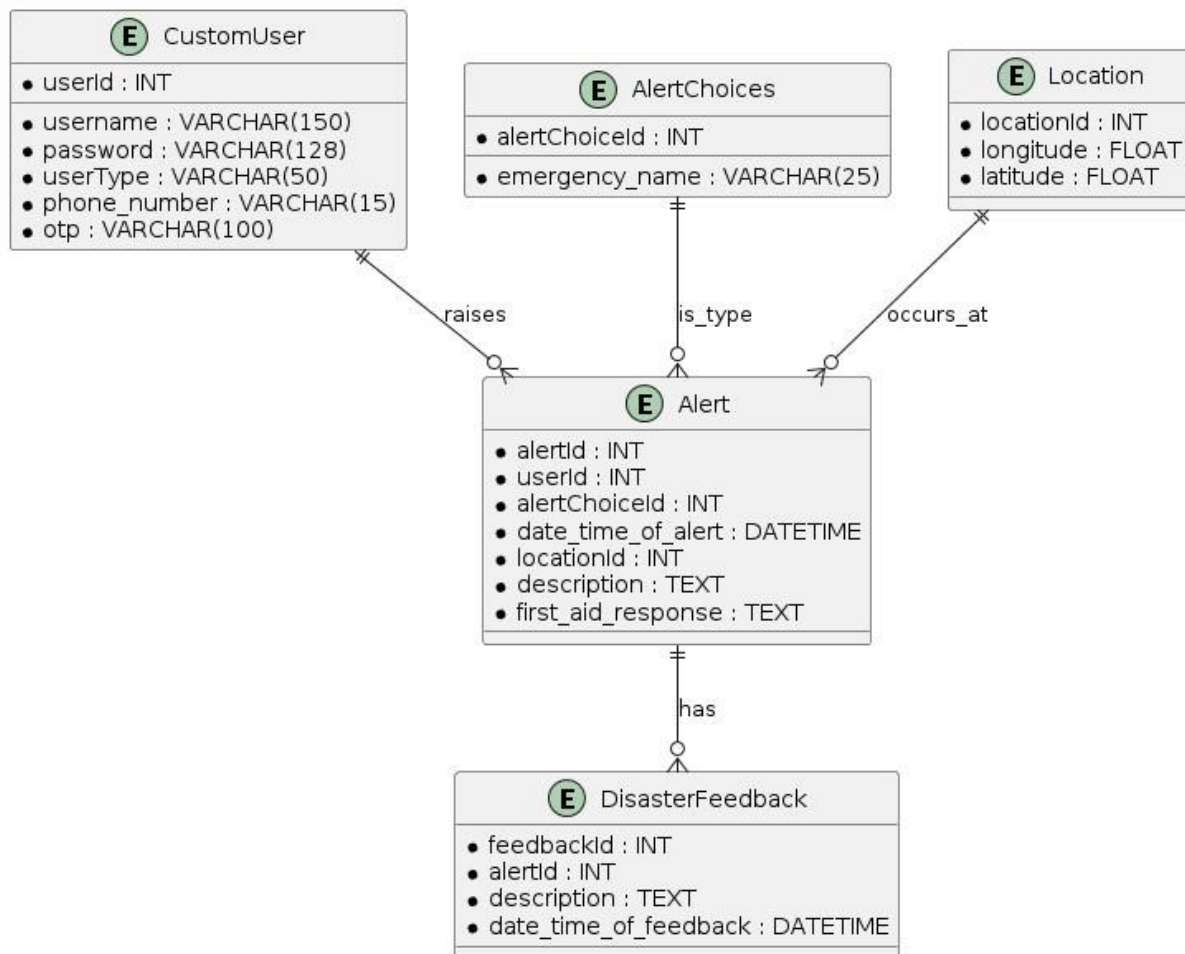 E CustomUser
userId : INT
username : VARCHAR(150)
password : VARCHAR(128)
userType : VARCHAR(50)
phone_number : VARCHAR(15)
otp : VARCHAR(100)
E AlertChoices
alertChoiceId : INT
emergency_name : VARCHAR(25)
E Location
locationId : INT
longitude : FLOAT
latitude : FLOAT
raises
is_type
occurs_at
E Alert
alertId : INT
userId : INT
alertChoiceId : INT
date_time_of_alert : DATETIME
locationId : INT
description : TEXT
first_aid_response : TEXT
has
E DisasterFeedback
feedbackId : INT
alertId : INT
description : TEXT
date_time_of_feedback : DATETIME